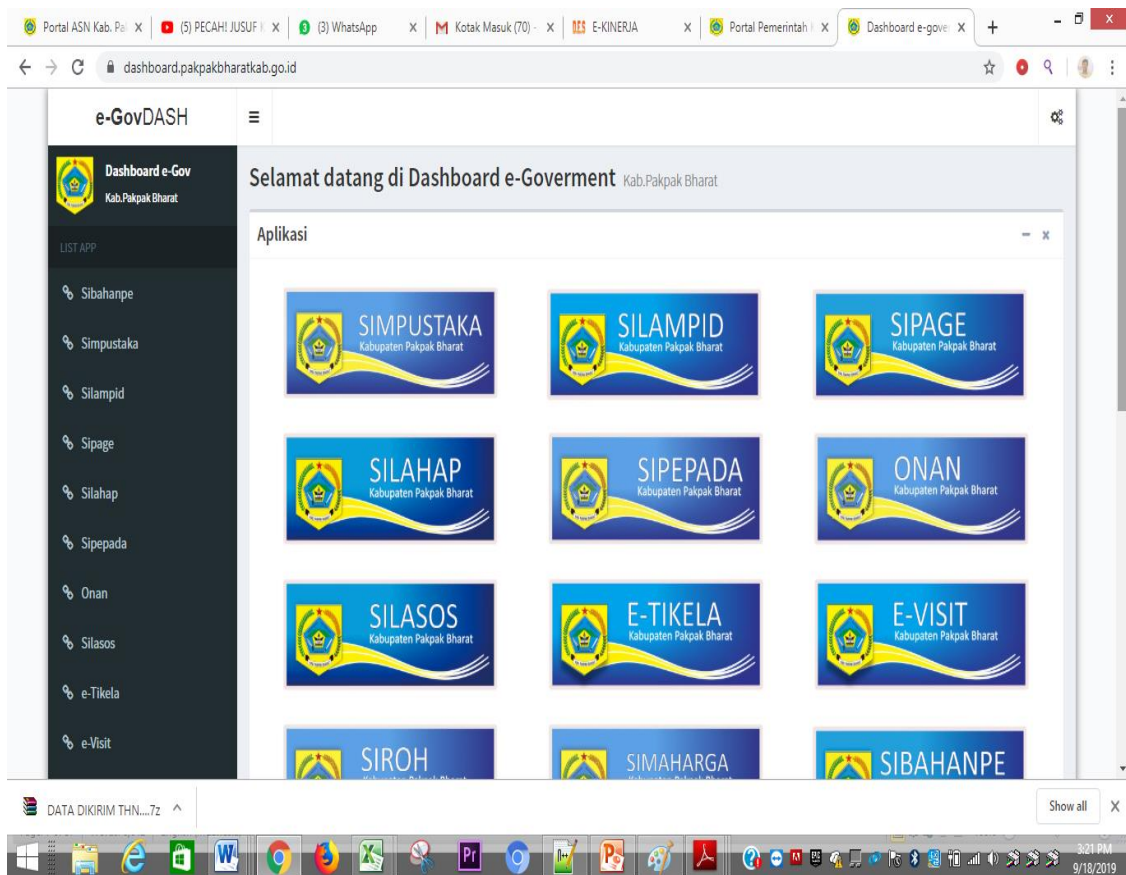 Portal ASN Kab. Pa
(5) PECAH! JUSUF K
(3) WhatsApp
Kotak Masuk (70) -
DES E-KINERJA
Portal Pemerintah
Dashboard e-gove
dashboard.pakpakbharatkab.go.id
e-GovDASH
Dashboard e-Gov
Kab.Pakpak Bharat
LIST APP
Sibahanpe
Simpustaka
Silampid
Sipage
Silahap
Sipepada
Onan
Silasos
e-Tikela
e-Visit
Selamat datang di Dashboard e-Goverment Kab.Pakpak Bharat
Aplikasi
SIMPUSTAKA
Kabupaten Pakpak Bharat
SILAMPID
Kabupaten Pakpak Bharat
SIPAGE
Kabupaten Pakpak Bharat
SILAHAP
Kabupaten Pakpak Bharat
SIPEPADA
Kabupaten Pakpak Bharat
ONAN
Kabupaten Pakpak Bharat
SILASOS
Kabupaten Pakpak Bharat
E-TIKELA
Kabupaten Pakpak Bharat
E-VISIT
Kabupaten Pakpak Bharat
SIROH
SIMAHARGA
SIBAHANPE
DATA DIKIRIM THN....7z
Show all
3:21 PM
9/18/2019